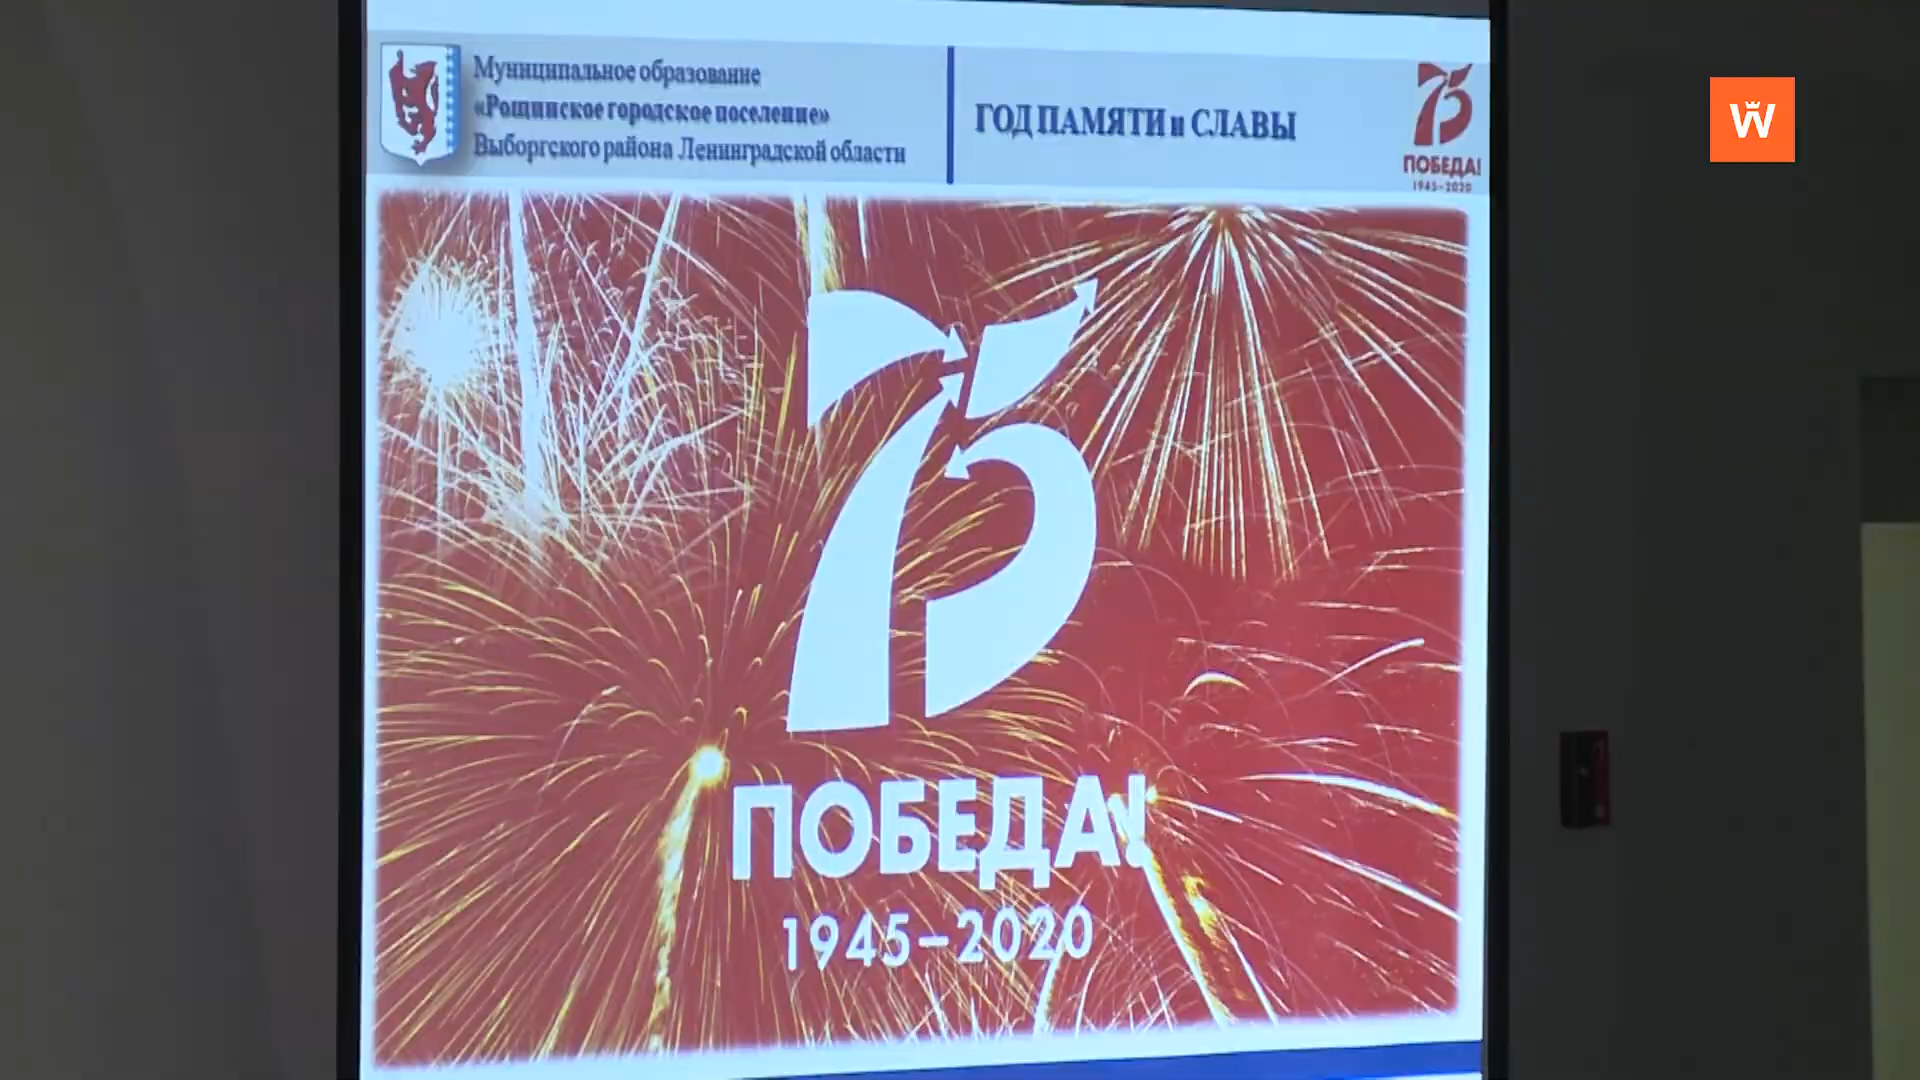 Муниципальное образование
«Рощинское городское поселение»
Выборгского района Ленинградской области
ГОД ПАМЯТИ и СЛАВЫ
75
ПОБЕДА!
1945-2020
W
75
ПОБЕДА!
1945-2020